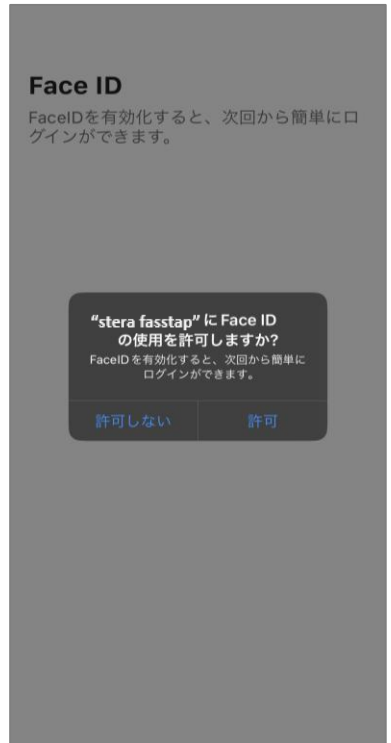 Face ID
FaceIDを有効化すると、次回から簡単にロ
グインができます。
“stera fasstap” に Face ID
の使用を許可しますか?
FaceID を有効化すると、次回から簡単に
ログインができます。
許可しない
許可